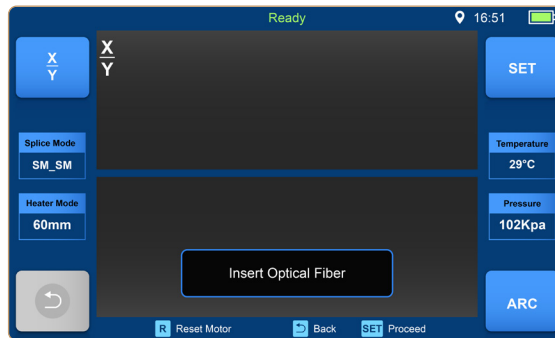 Ready
16:51
X
Y
X
Y
SET
Splice Mode
SM_SM
Temperature
29°C
Heater Mode
60mm
Pressure
102Kpa
Insert Optical Fiber
ARC
R Reset Motor Back SET Proceed